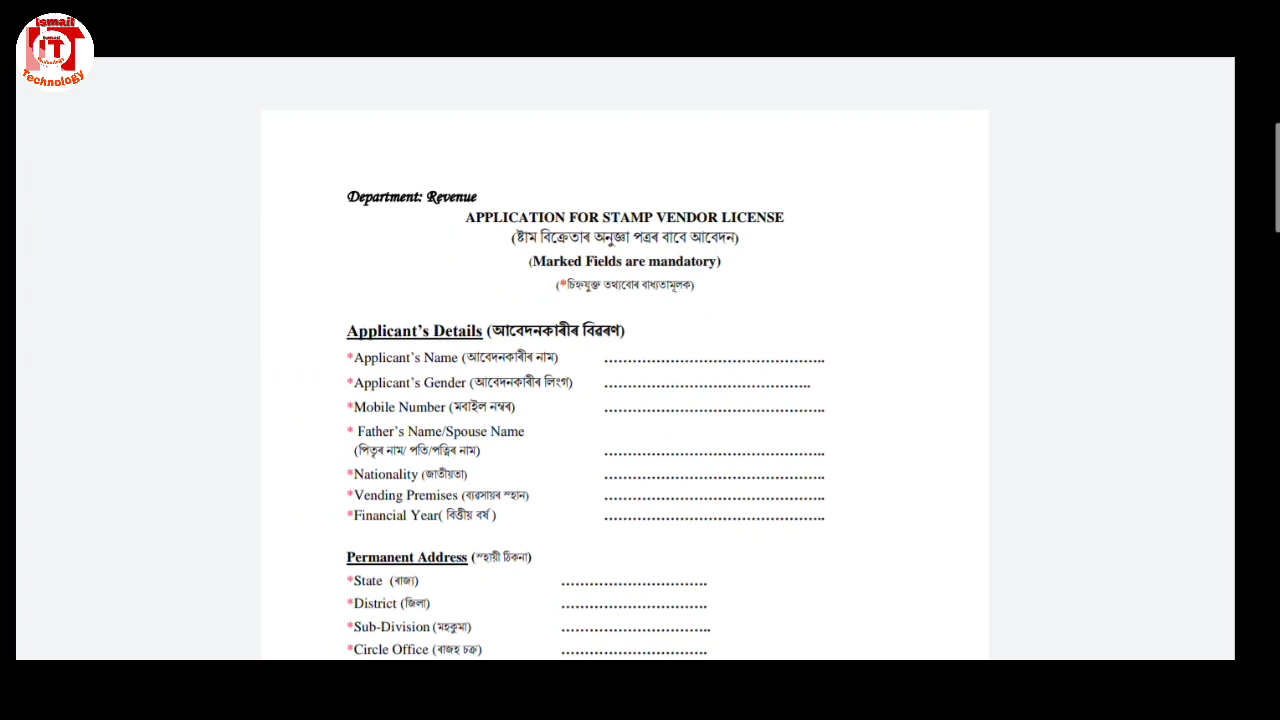 Ismail
IT
Ismail
IT
Technology
Technology
Department: Revenue
APPLICATION FOR STAMP VENDOR LICENSE
(ষ্টাম বিক্ৰেতাৰ অনুজ্ঞা পত্ৰৰ বাবে আবেদন)
(Marked Fields are mandatory)
(*চিহ্নযুক্ত তথ্যবোৰ বাধ্যতামূলক)
Applicant’s Details (আবেদনকাৰীৰ বিৱৰণ)
*Applicant’s Name (আবেদনকাৰীৰ নাম) …………………………………………..
*Applicant’s Gender (আবেদনকাৰীৰ লিংগ) ………………………………………..
*Mobile Number (মবাইল নম্বৰ) …………………………………………..
* Father’s Name/Spouse Name
(পিতৃৰ নাম/ পতি/পত্নিৰ নাম) …………………………………………..
*Nationality (জাতীয়তা) …………………………………………..
*Vending Premises (ব্যৱসায়ৰ স্হান) …………………………………………..
*Financial Year( বিত্তীয় বৰ্ষ ) …………………………………………..
Permanent Address (স্হায়ী ঠিকনা)
*State (ৰাজ্য) ………………………….
*District (জিলা) ………………………….
*Sub-Division (মহকুমা) …………………………..
*Circle Office (ৰাজহ চক্ৰ) ………………………….